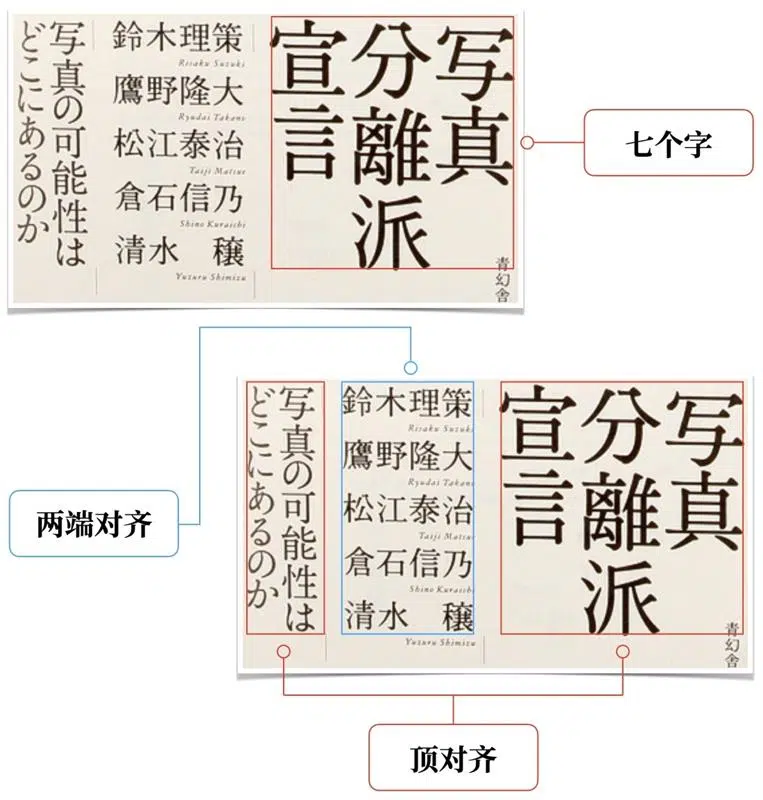 写真
分離派
宣言
青幻舎
鈴木理策
Risaku Suzuki
鷹野隆大
Ryudai Takano
松江泰治
Taiji Matsue
倉石信乃
Shino Kuraishi
清水 穣
Yuzuru Shimizu
写真の可能性は
どこにあるのか
七个字
两端对齐
写真
分離派
宣言
青幻舎
鈴木理策
Risaku Suzuki
鷹野隆大
Ryudai Takano
松江泰治
Taiji Matsue
倉石信乃
Shino Kuraishi
清水 穣
Yuzuru Shimizu
写真の可能性は
どこにあるのか
顶对齐